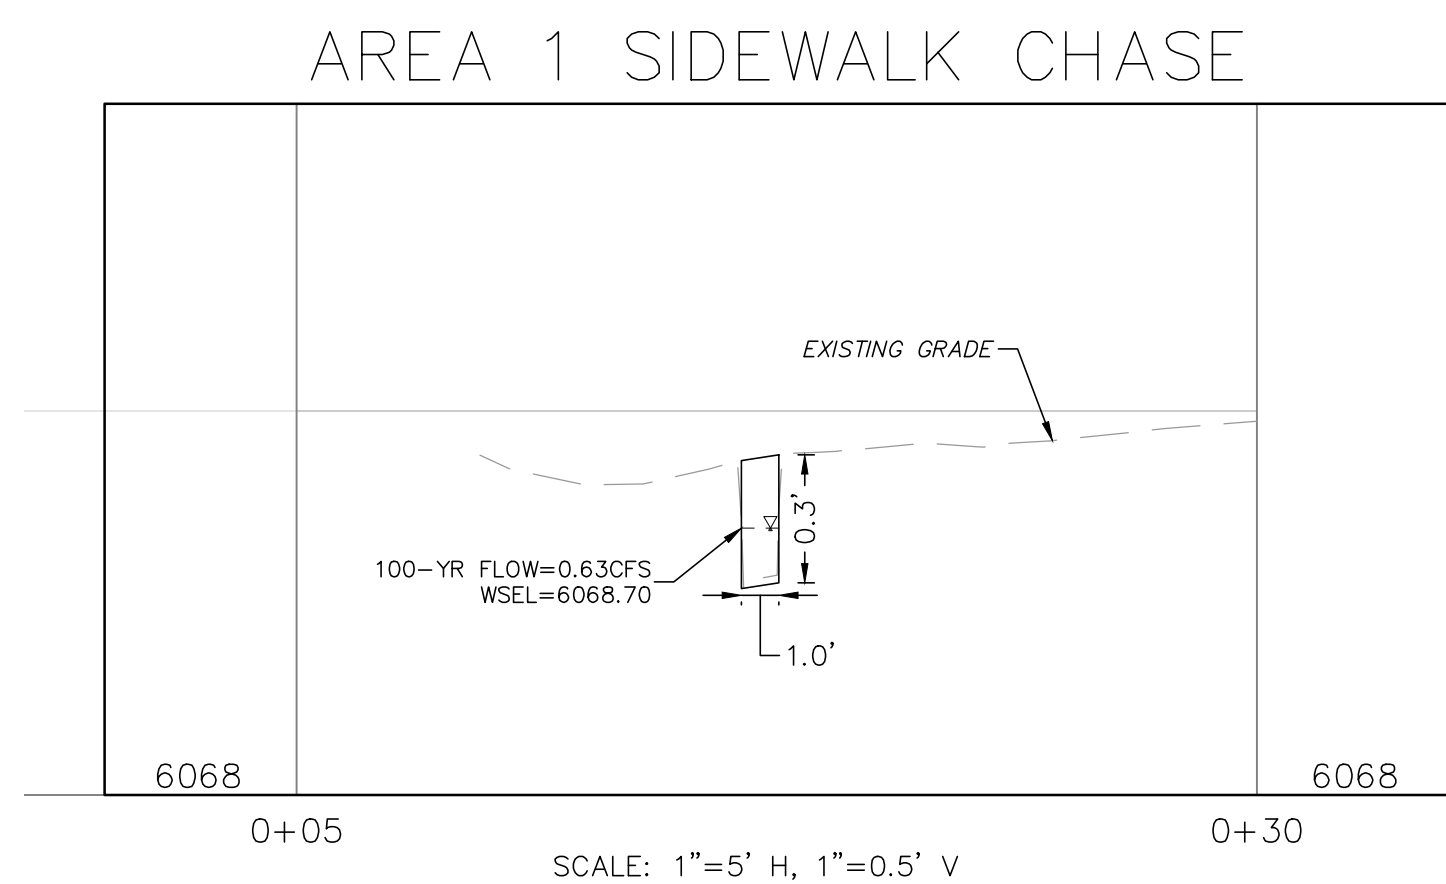 AREA 1 SIDEWALK CHASE
EXISTING GRADE
0.3'
100-YR FLOW=0.63CFS
WSEL=6068.70
1.0'
6068
6068
0+05
0+30
SCALE: 1"=5' H, 1"=0.5' V